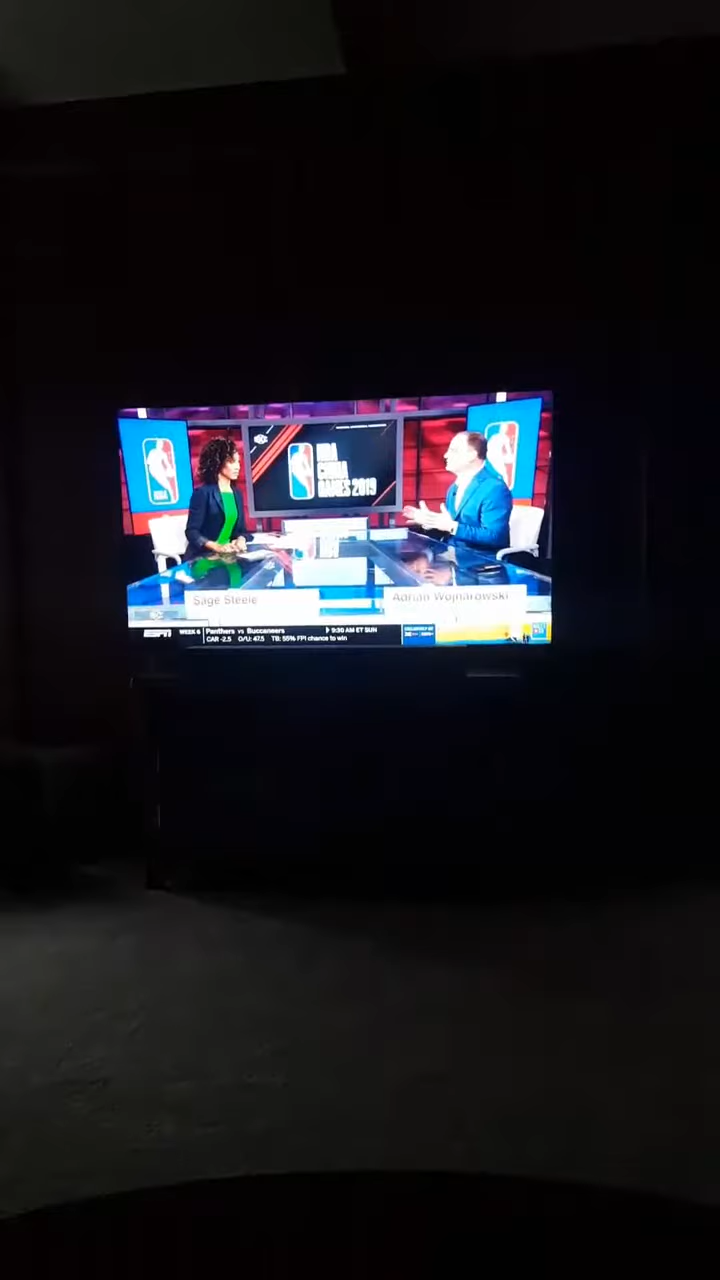 NBA
CHINA
GAMES 2019
NBA
Sage Steele
Adrian Wojnarowski
ESPN
WEEK 6
Panthers vs Buccaneers
9:30 AM ET SUN
CAR -2.5 O/U: 47.5 TB: 55% FPI chance to win